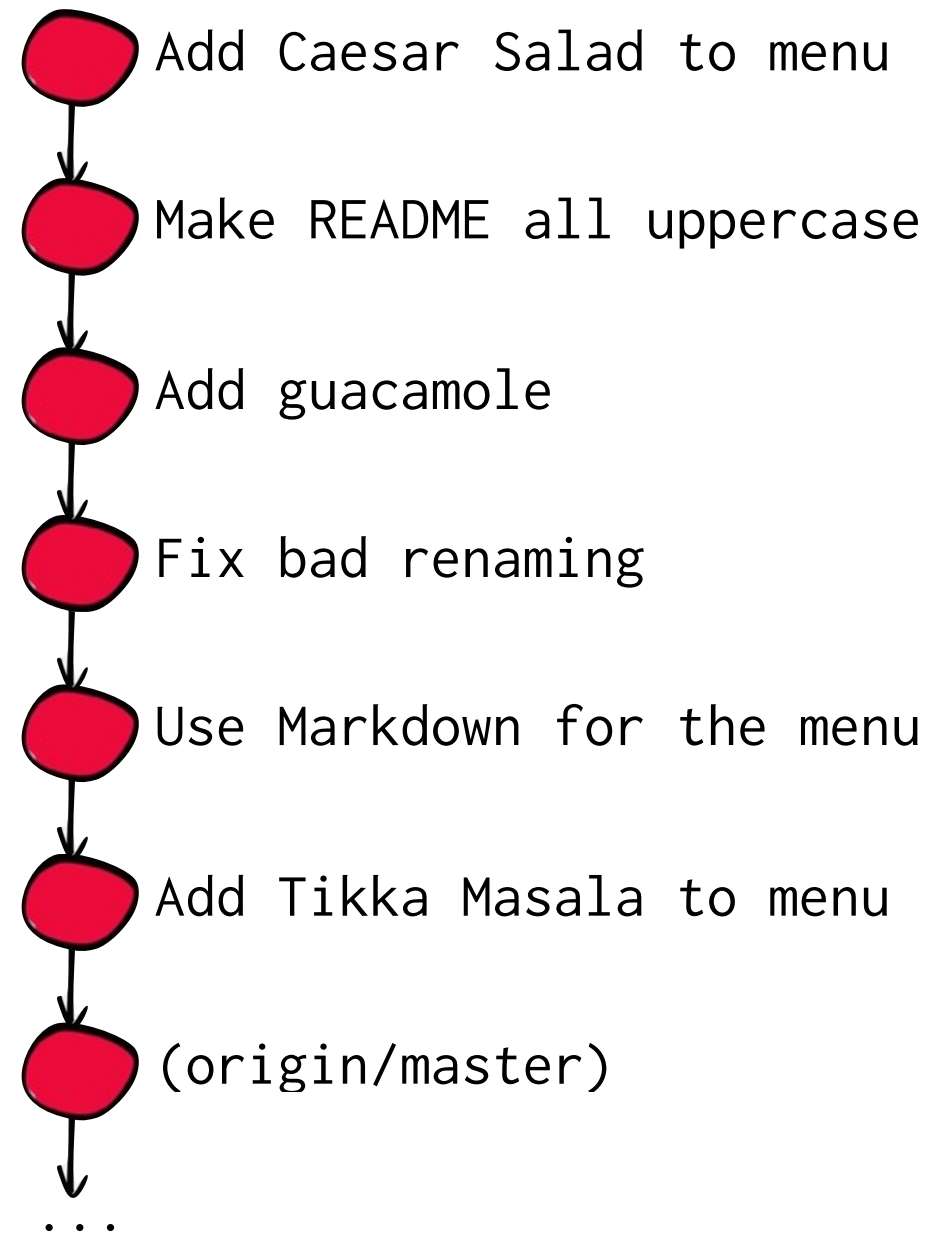 Add Caesar Salad to menu
Make README all uppercase
Add guacamole
Fix bad renaming
Use Markdown for the menu
Add Tikka Masala to menu
(origin/master)
...